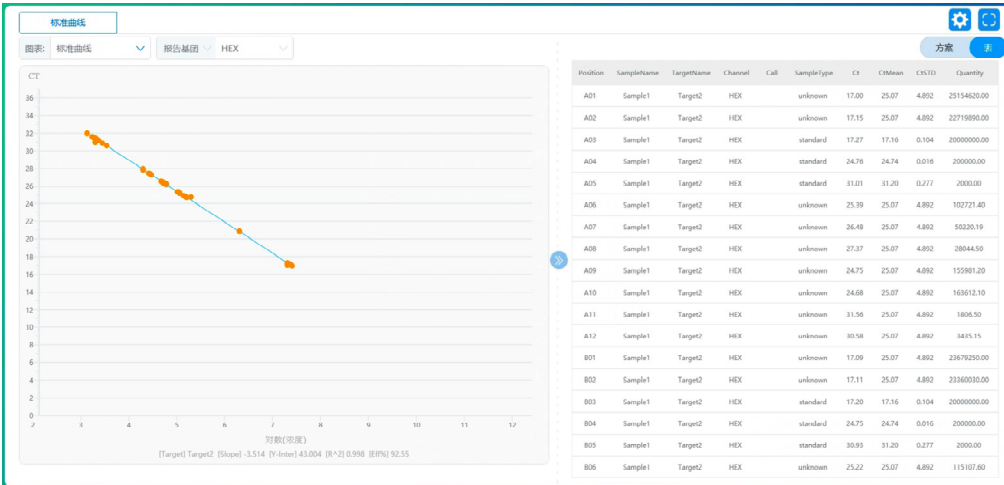 标准曲线
图表: 标准曲线 报告基团 HEX
方案 表
CT
36
34
32
30
28
26
24
22
20
18
16
14
12
10
8
6
4
2
0
2 3 4 5 6 7 8 9 10 11 12
对数(浓度)
[Target] Target2 [Slope] -3.514 [Y-Inter] 43.004 [R^2] 0.998 [Eff%] 92.55
Position SampleName TargetName Channel Call SampleType Ct CtMean CtSTD Quantity
A01 Sample1 Target2 HEX unknown 17.00 25.07 4.892 25154620.00
A02 Sample1 Target2 HEX unknown 17.15 25.07 4.892 22719890.00
A03 Sample1 Target2 HEX standard 17.27 17.16 0.104 20000000.00
A04 Sample1 Target2 HEX standard 24.76 24.74 0.016 200000.00
A05 Sample1 Target2 HEX standard 31.01 31.20 0.277 2000.00
A06 Sample1 Target2 HEX unknown 25.39 25.07 4.892 102721.40
A07 Sample1 Target2 HEX unknown 26.48 25.07 4.892 50220.19
A08 Sample1 Target2 HEX unknown 27.37 25.07 4.892 28044.50
A09 Sample1 Target2 HEX unknown 24.75 25.07 4.892 155981.20
A10 Sample1 Target2 HEX unknown 24.68 25.07 4.892 163612.10
A11 Sample1 Target2 HEX unknown 31.56 25.07 4.892 1806.50
A12 Sample1 Target2 HEX unknown 30.58 25.07 4.892 3435.15
B01 Sample1 Target2 HEX unknown 17.09 25.07 4.892 23679250.00
B02 Sample1 Target2 HEX unknown 17.11 25.07 4.892 23360030.00
B03 Sample1 Target2 HEX standard 17.20 17.16 0.104 20000000.00
B04 Sample1 Target2 HEX standard 24.75 24.74 0.016 200000.00
B05 Sample1 Target2 HEX standard 30.93 31.20 0.277 2000.00
B06 Sample1 Target2 HEX unknown 25.22 25.07 4.892 115107.60